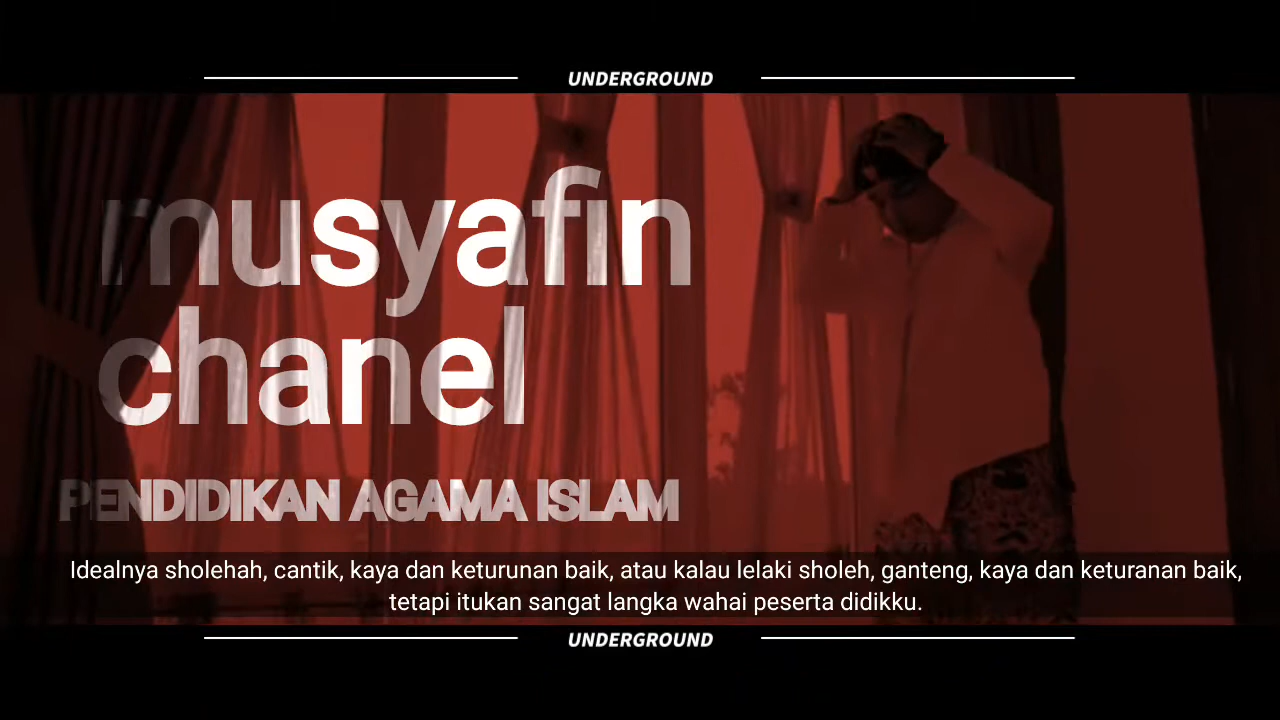 UNDERGROUND
musyafin
chanel
PENDIDIKAN AGAMA ISLAM
Idealnya sholehah, cantik, kaya dan keturunan baik, atau kalau lelaki sholeh, ganteng, kaya dan keturanan baik,
tetapi itukan sangat langka wahai peserta didikku.
UNDERGROUND